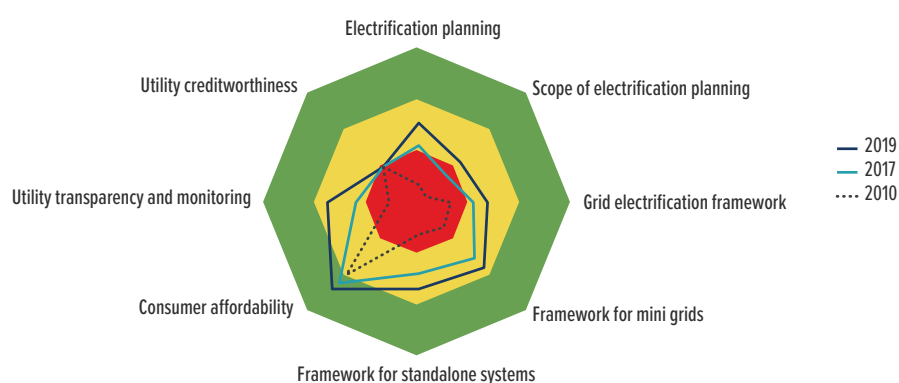 Electrification planning
Utility creditworthiness
Scope of electrification planning
2019
2017
2010
Utility transparency and monitoring
Grid electrification framework
Consumer affordability
Framework for mini grids
Framework for standalone systems